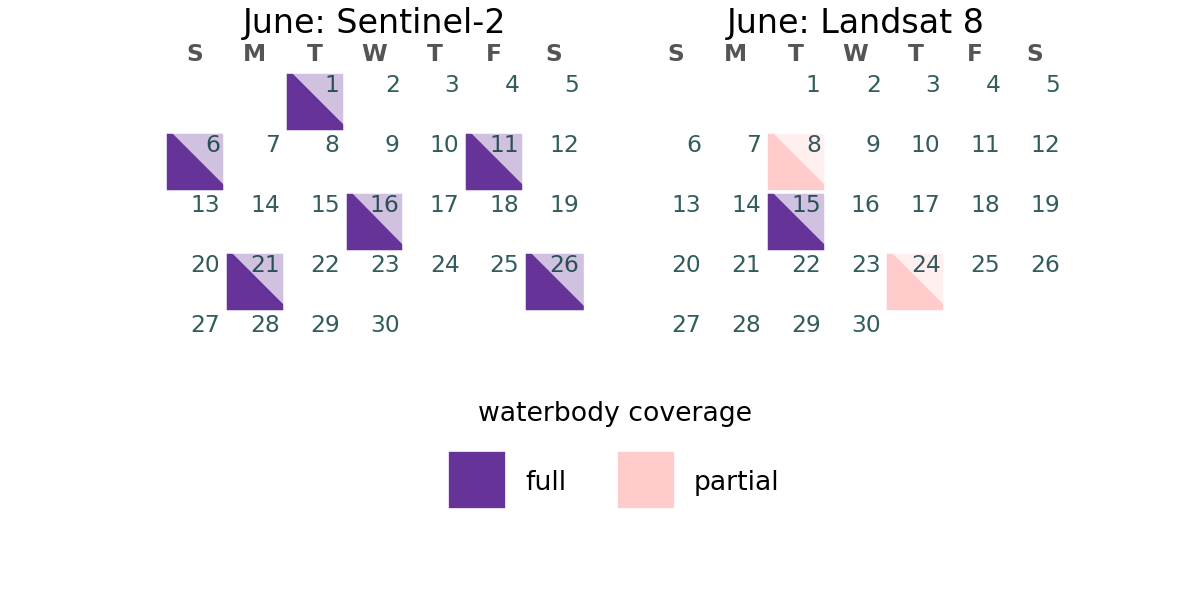 June: Sentinel-2
S M T W T F S
1 2 3 4 5
6 7 8 9 10 11 12
13 14 15 16 17 18 19
20 21 22 23 24 25 26
27 28 29 30
June: Landsat 8
S M T W T F S
1 2 3 4 5
6 7 8 9 10 11 12
13 14 15 16 17 18 19
20 21 22 23 24 25 26
27 28 29 30
waterbody coverage
full partial